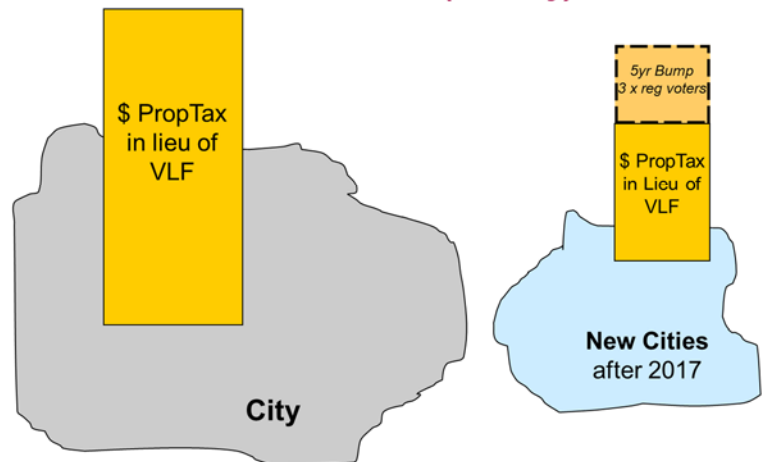 $ PropTax
in lieu of
VLF
City
5yr Bump
3 x reg voters
$ PropTax
in Lieu of
VLF
New Cities
after 2017